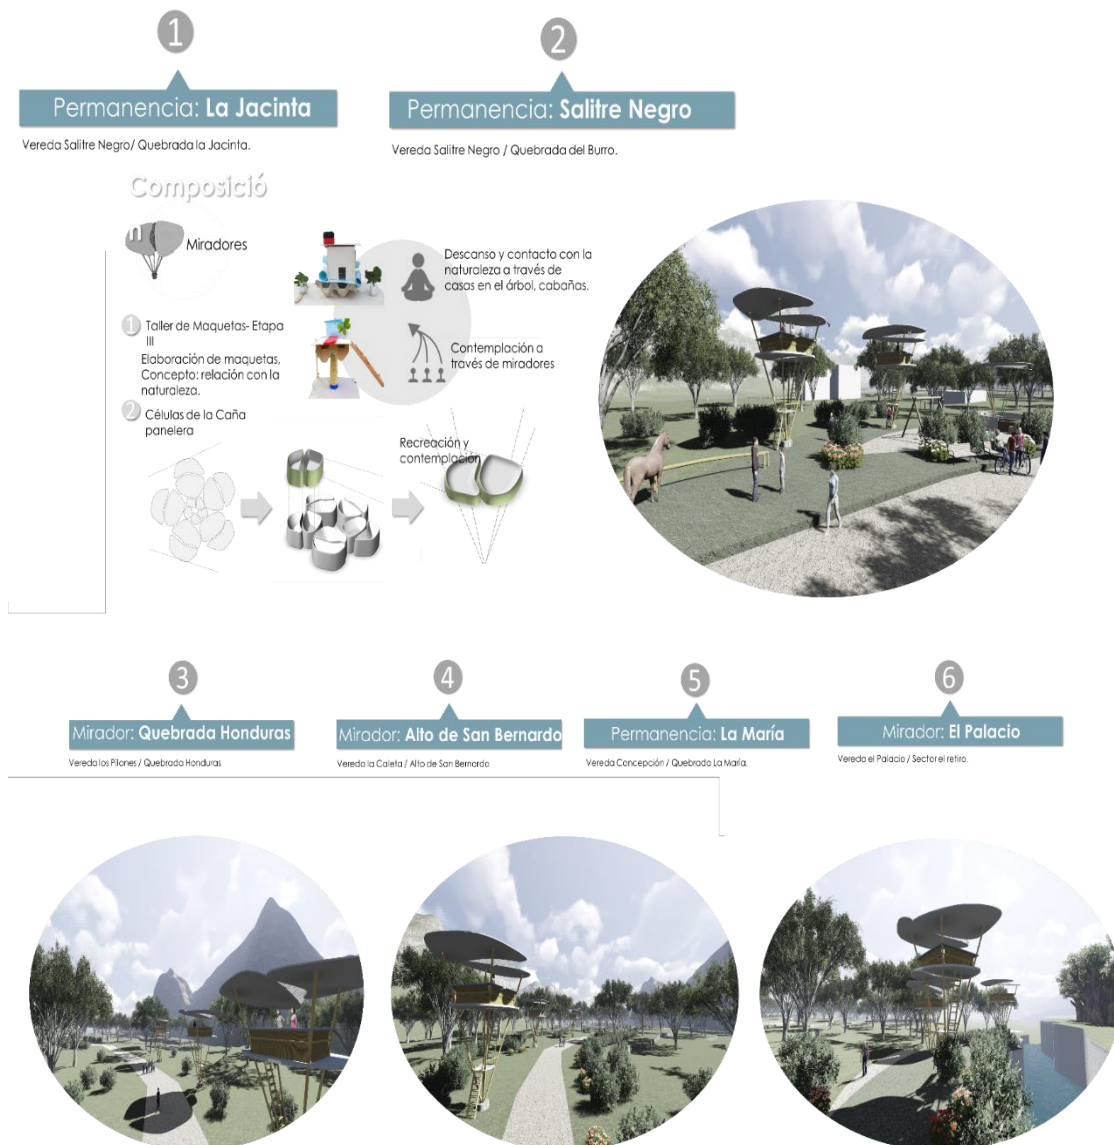 1
Permanencia: La Jacinta
Vereda Salitre Negro/ Quebrada la Jacinta.
2
Permanencia: Salitre Negro
Vereda Salitre Negro / Quebrada del Burro.
Composició
n
Miradores
1 Taller de Maquetas- Etapa
III
Elaboración de maquetas,
Concepto: relación con la
naturaleza.
2 Células de la Caña
panelera
Descanso y contacto con la
naturaleza a través de
casas en el árbol, cabañas.
Contemplación a
través de miradores
Recreación y
contemplación
3
Mirador: Quebrada Honduras
Vereda los Pilones / Quebrada Honduras
4
Mirador: Alto de San Bernardo
Vereda la Caleta / Alto de San Bernardo
5
Permanencia: La María
Vereda Concepción / Quebrada La María.
6
Mirador: El Palacio
Vereda el Palacio / Sector el retiro.